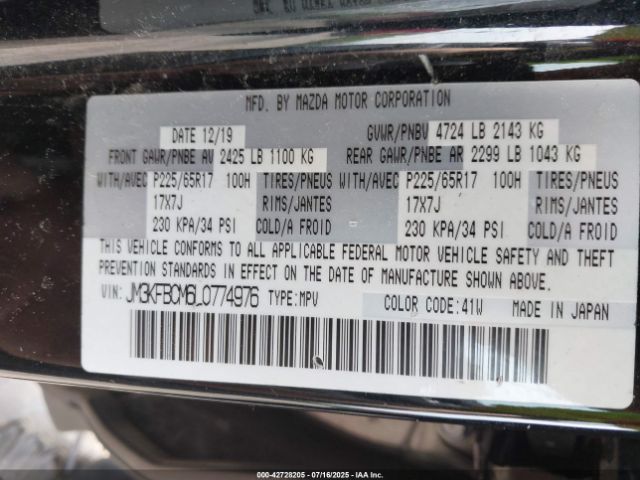 MFD. BY MAZDA MOTOR CORPORATION
DATE 12/19 GVWR/PNBV 4724 LB 2143 KG
FRONT GAWR/PNBE AV 2425 LB 1100 KG REAR GAWR/PNBE AR 2299 LB 1043 KG
WITH/AVEC P225/65R17 100H TIRES/PNEUS WITH/AVEC P225/65R17 100H TIRES/PNEUS
17X7J RIMS/JANTES 17X7J RIMS/JANTES
230 KPA/34 PSI COLD/A FROID 230 KPA/34 PSI COLD/A FROID
THIS VEHICLE CONFORMS TO ALL APPLICABLE FEDERAL MOTOR VEHICLE SAFETY AND THEFT
PREVENTION STANDARDS IN EFFECT ON THE DATE OF MANUFACTURE SHOWN ABOVE.
VIN: JM3KFBCM6L0774976 TYPE:MPV COLOR CODE:41W MADE IN JAPAN
00-42728205 - 07/16/2025 - IAA Inc.